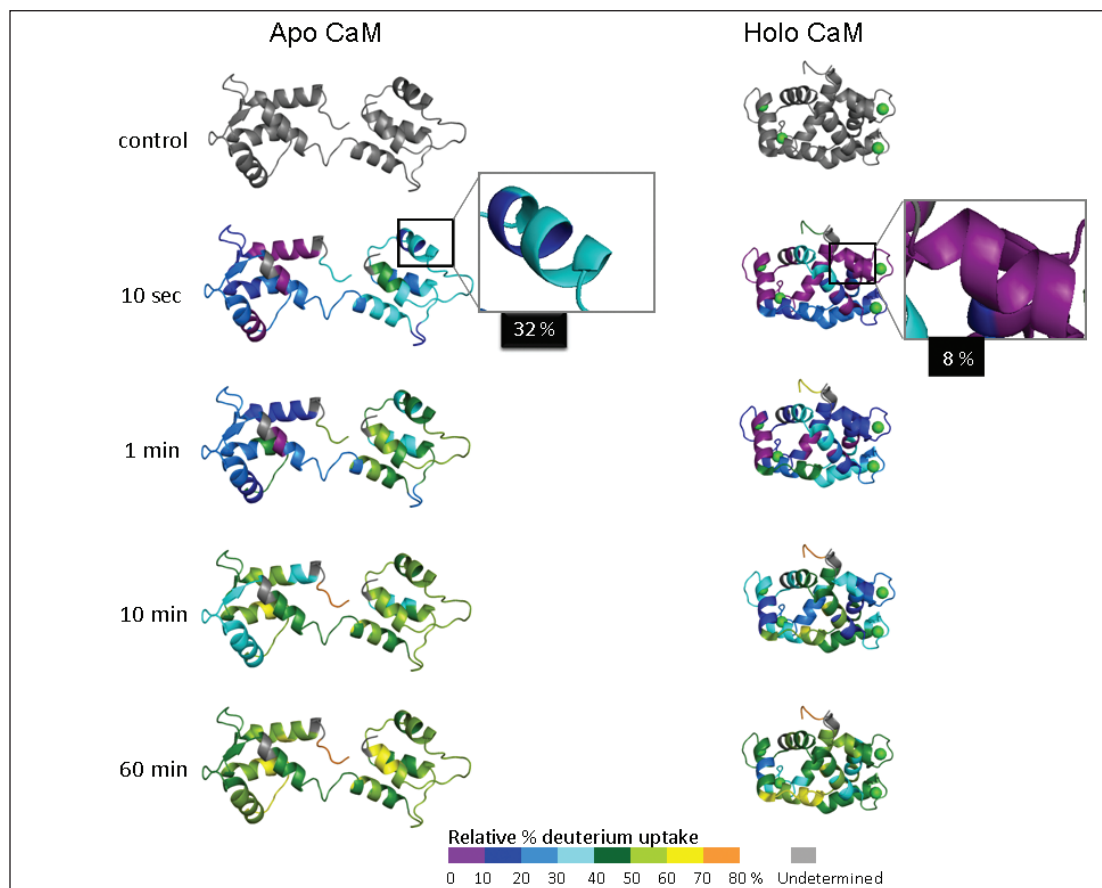 Apo CaM
Holo CaM
control
10 sec
32 %
8 %
1 min
10 min
60 min
Relative % deuterium uptake
0 10 20 30 40 50 60 70 80 % Undetermined